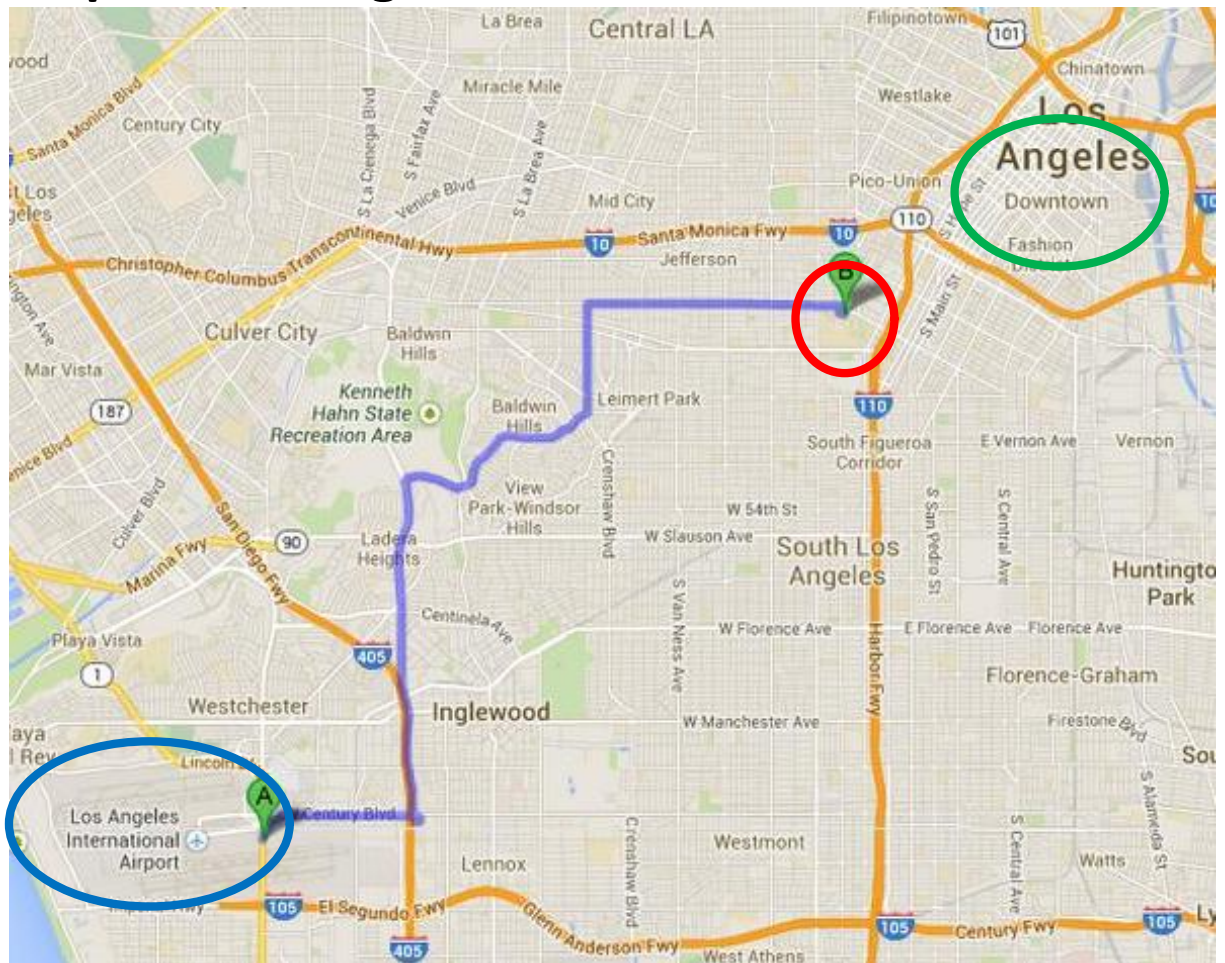 La Brea
Central LA
Filipinotown
101
Chinatown
wood
Miracle Mile
Westlake
Los
Angeles
Downtown
Santa Monica Blvd
Century City
S La Cienega Blvd
S Fairfax Ave
S La Brea Ave
Venice Blvd
Mid City
Pico-Union
110
10
10
10
Santa Monica Fwy
Jefferson
Fashion
Christopher Columbus Transcontinental Hwy
B
S Main St
Culver City
Baldwin
Hills
Mar Vista
187
Kenneth
Hahn State
Recreation Area
Baldwin
Hills
Leimert Park
110
South Figueroa
Corridor
E Vernon Ave
Vernon
Culver Blvd
View
Park-Windsor
Hills
Crenshaw Blvd
W 54th St
W Slauson Ave
S San Pedro St
S Central Ave
San Diego Fwy
Marina Fwy
90
Ladera
Heights
South Los
Angeles
Huntingto
Park
Centinela Ave
S Van Ness Ave
W Florence Ave
E Florence Ave
Florence Ave
Playa Vista
1
405
Harbor Fwy
Florence-Graham
Westchester
Inglewood
W Manchester Ave
Firestone Blvd
aya
l Rey
Sou
A
Los Angeles
International
Airport
Century Blvd
S Alameda St
Crenshaw Blvd
Westmont
S Central Ave
Watts
Lennox
105
El Segundo Fwy
Glenn Anderson Fwy
405
West Athens
105
Century Fwy
105
Ly